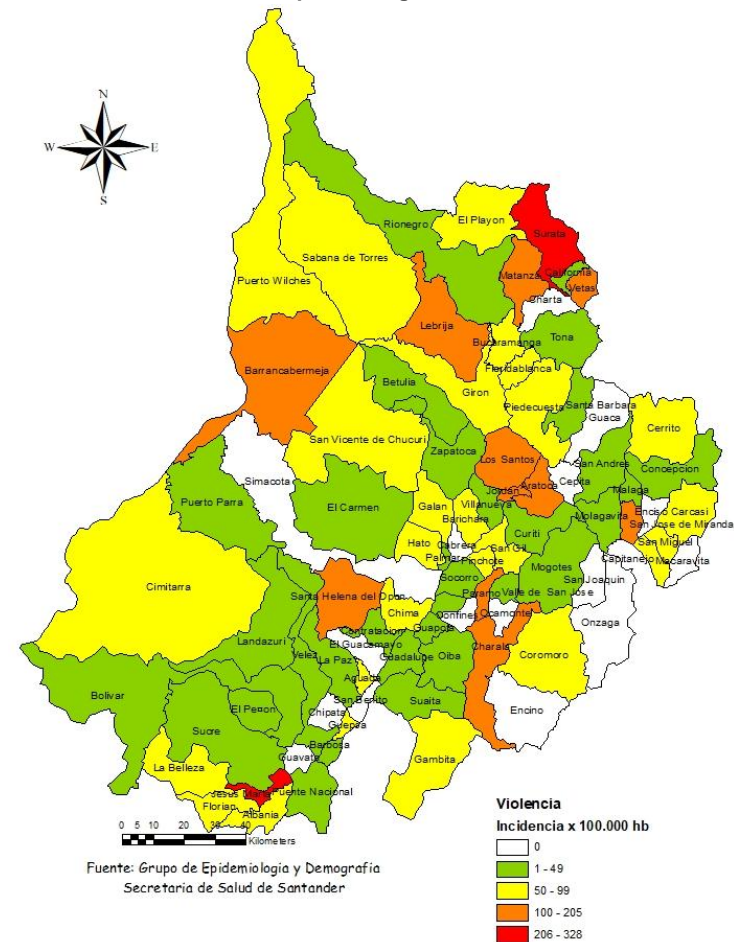 N
W
E
S
Rionegro
El Playon
Surata
Sabana de Torres
Puerto Wilches
Matanza
California
Vetas
Charta
Lebrija
Bucaramanga
Tona
Floridablanca
Barrancabermeja
Betulia
Giron
Piedecuesta
Santa Barbara
Guaca
Cerrito
San Vicente de Chucuri
Zapatoca
Los Santos
San Andres
Concepcion
Simacota
Aratoca
Cepita
Jordan
Malaga
Puerto Parra
El Carmen
Galan
Villanueva
Enciso
Carcasi
Barichara
Molagavita
San Jose de Miranda
Hato
Cabrera
Curiti
San Gil
San Miguel
Palmar
Pinchote
Capitanejo
Macaravita
Cimitarra
Mogotes
Socorro
San Joaquin
Santa Helena del Opon
Paramo
Valle de San Jose
Chima
Confines
Ocamonte
Onzaga
Contratacion
Guapota
Landazuri
El Guacamayo
Charala
Velez
La Paz
Guadalupe
Oiba
Coromoro
Aguada
Bolivar
El Peñon
San Benito
Suaita
Chipata
Encino
Guepsa
Sucre
Barbosa
Guavata
Gambita
La Belleza
Jesus Maria
Puente Nacional
Florian
Albania
0 5 10 20 30 40
Kilometers
Fuente: Grupo de Epidemiologia y Demografia
Secretaria de Salud de Santander
Violencia
Incidencia x 100.000 hb
0
1 - 49
50 - 99
100 - 205
206 - 328